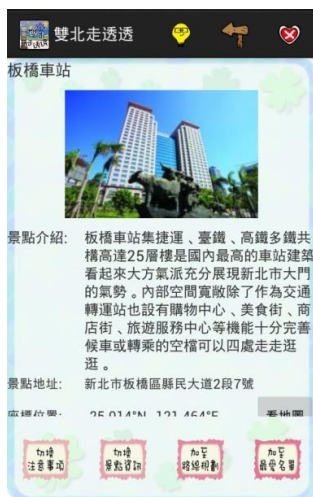 雙北走透透
板橋車站
景點介紹: 板橋車站集捷運、臺鐵、高鐵多鐵共
構高達25層樓是國內最高的車站建築
看起來大方氣派充分展現新北市大門
的氣勢。內部空間寬敞除了作為交通
轉運站也設有購物中心、美食街、商
店街、旅遊服務中心等機能十分完善
候車或轉乘的空檔可以四處走走逛
逛。
景點地址: 新北市板橋區縣民大道2段7號
座標位置: 25.014°N, 121.464°E 看地圖
切換
注意事項
切換
景點資訊
加至
路線規劃
加至
最愛名單